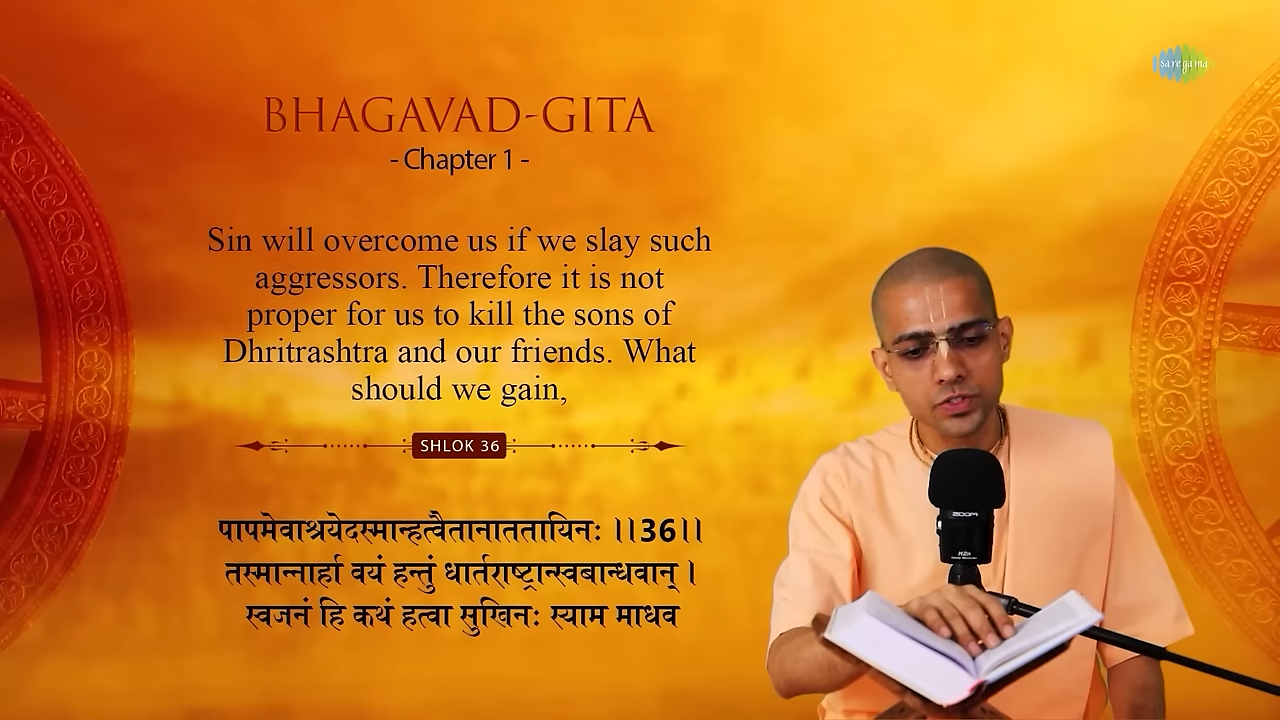 saregama
BHAGAVAD-GITA
- Chapter 1 -
Sin will overcome us if we slay such
aggressors. Therefore it is not
proper for us to kill the sons of
Dhritrashtra and our friends. What
should we gain,
SHLOK 36
पापमेवाश्रयेदस्मान्हत्वैतानाततायिनः ।।36।।
तस्मान्नार्हा वयं हन्तुं धार्तराष्ट्रान्स्वबान्धवान् ।
स्वजनं हि कथं हत्वा सुखिनः स्याम माधव
ZOOM
H2n